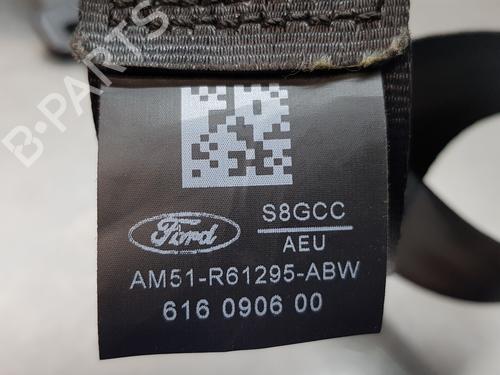 B-PARTS
Ford
S8GCC
AEU
AM51-R61295-ABW
616 0906 00